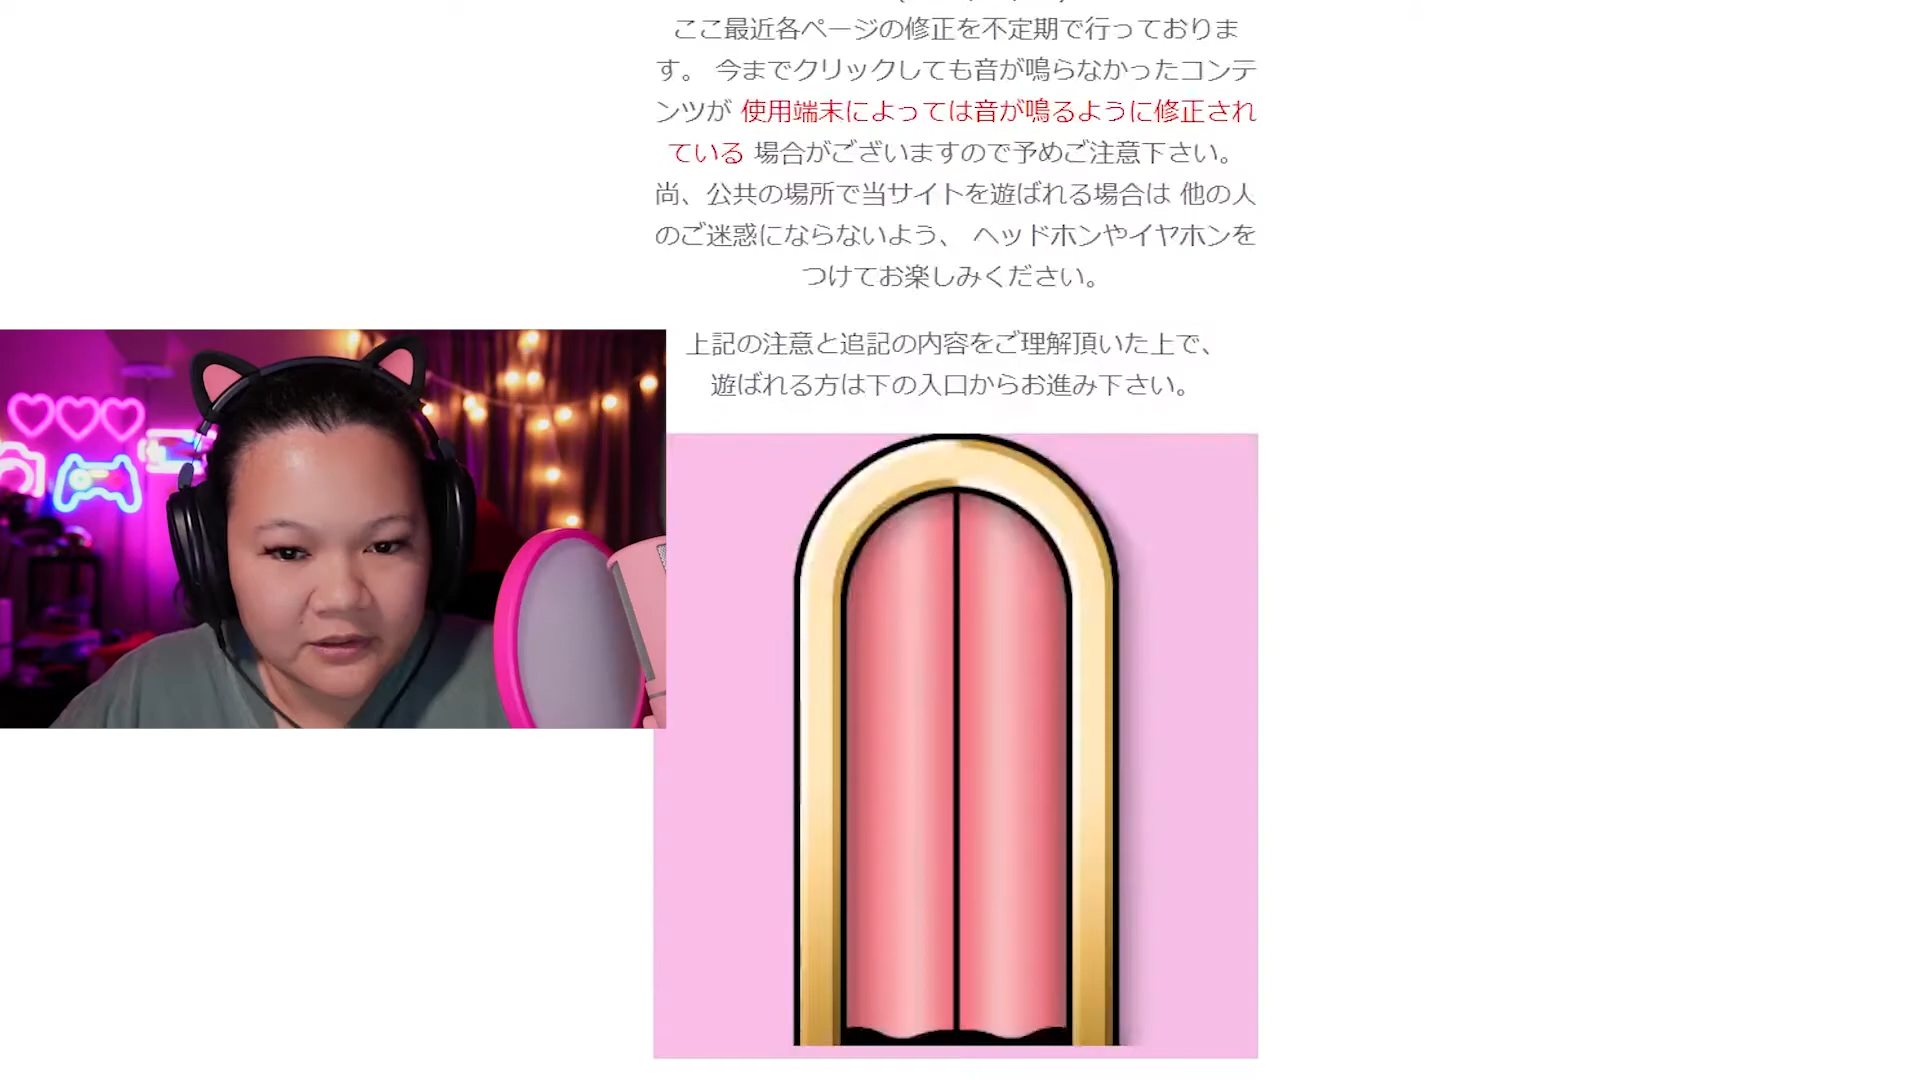 ここ最近各ページの修正を不定期で行っておりま
す。 今までクリックしても音が鳴らなかったコンテ
ンツが 使用端末によっては音が鳴るように修正され
ている 場合がございますので予めご注意下さい。
尚、公共の場所で当サイトを遊ばれる場合は 他の人
のご迷惑にならないよう、 ヘッドホンやイヤホンを
つけてお楽しみください。
上記の注意と追記の内容をご理解頂いた上で、
遊ばれる方は下の入口からお進み下さい。